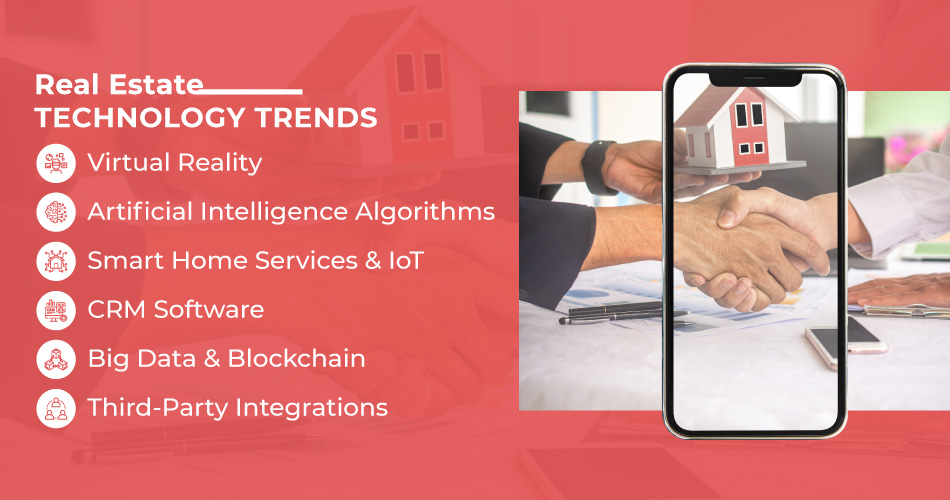 Real Estate
TECHNOLOGY TRENDS
Virtual Reality
Artificial Intelligence Algorithms
Smart Home Services & IoT
CRM Software
Big Data & Blockchain
Third-Party Integrations